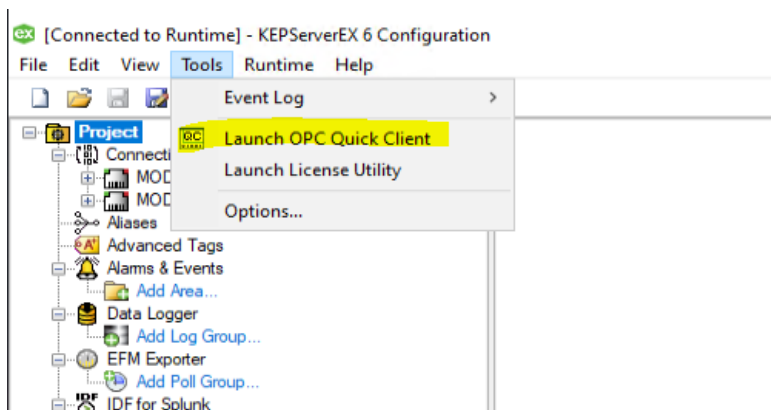 [Connected to Runtime] - KEPServerEX 6 Configuration
File Edit View Tools Runtime Help
Event Log
Launch OPC Quick Client
Launch License Utility
Options...
Project
Connecti
MOD
MOD
Aliases
Advanced Tags
Alarms & Events
Add Area...
Data Logger
Add Log Group...
EFM Exporter
Add Poll Group...
IDF for Splunk